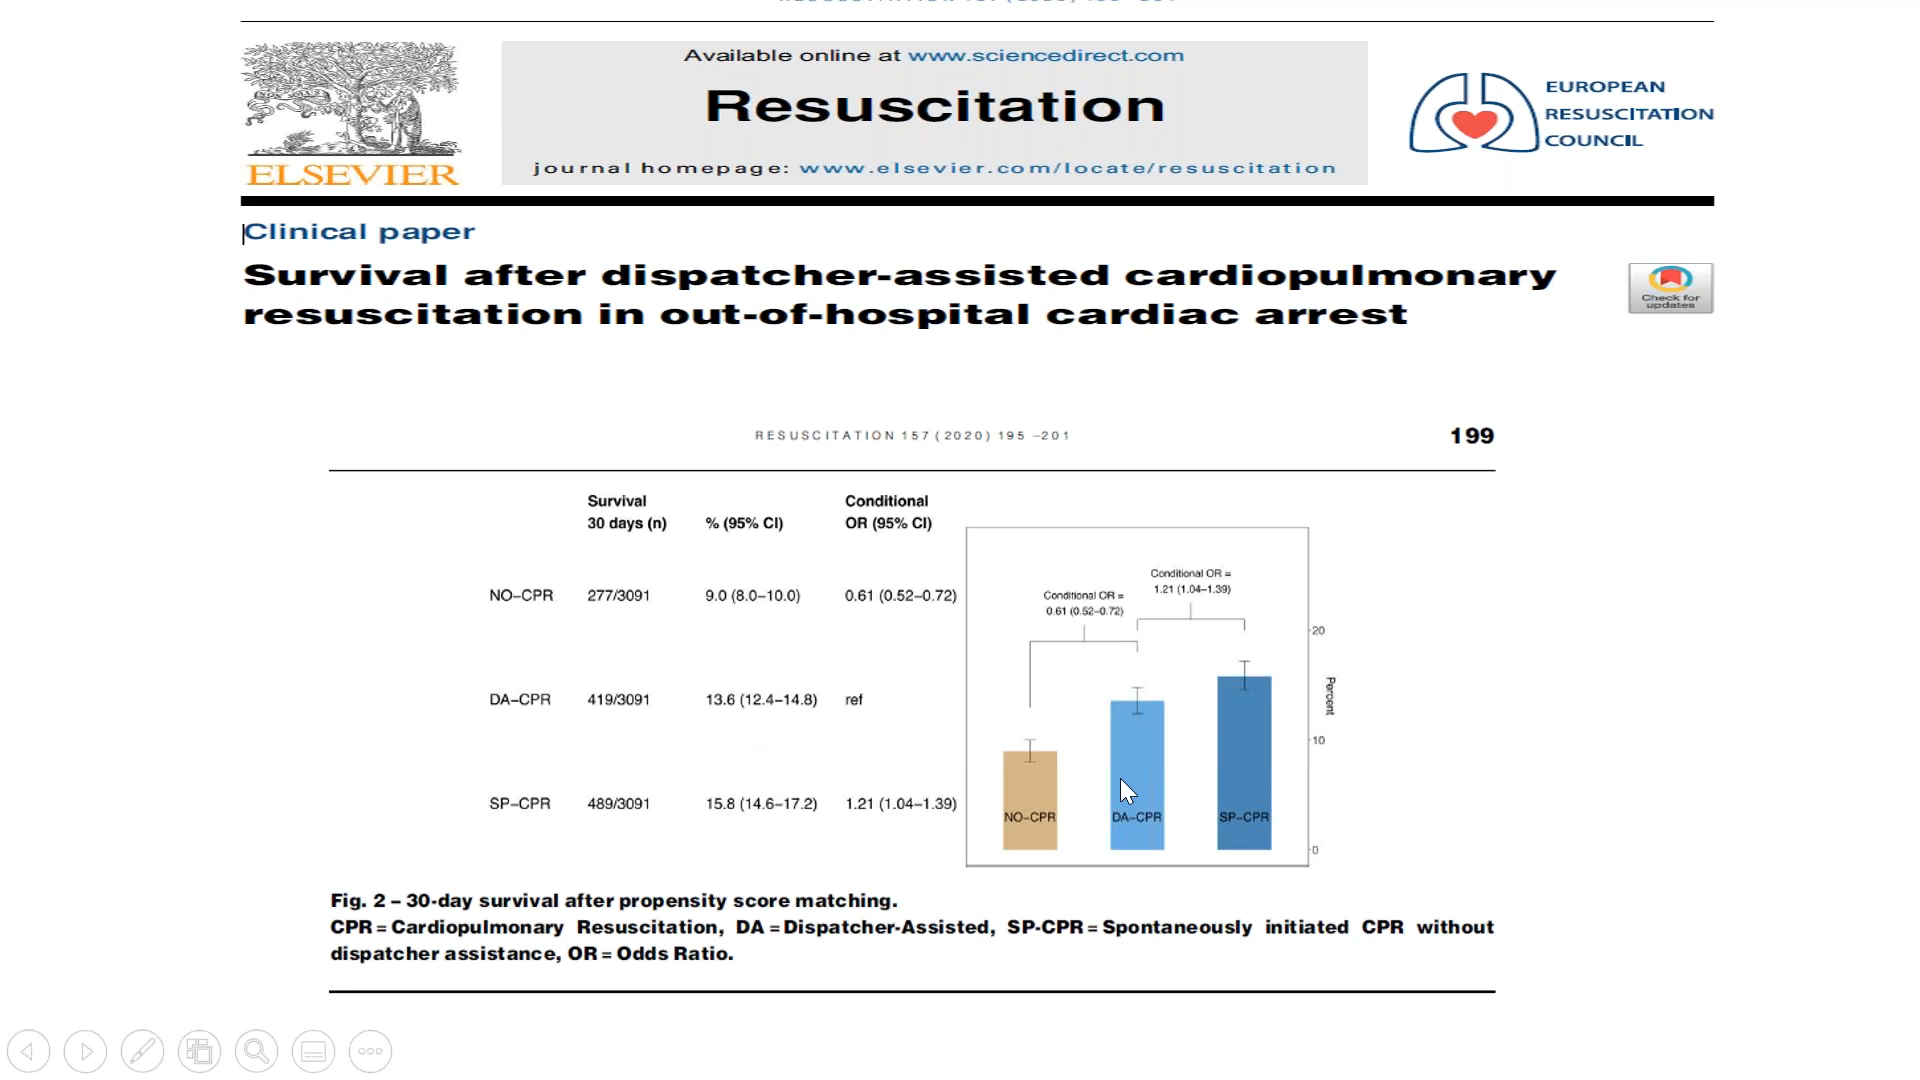 Available online at www.sciencedirect.com
Resuscitation
journal homepage: www.elsevier.com/locate/resuscitation
ELSEVIER
EUROPEAN
RESUSCITATION
COUNCIL
Clinical paper
Survival after dispatcher-assisted cardiopulmonary
resuscitation in out-of-hospital cardiac arrest
Check for
updates
RESUSCITATION 157 (2020) 195 –201
199
Survival
30 days (n)
% (95% CI)
Conditional
OR (95% CI)
NO–CPR 277/3091 9.0 (8.0–10.0) 0.61 (0.52–0.72)
DA–CPR 419/3091 13.6 (12.4–14.8) ref
SP–CPR 489/3091 15.8 (14.6–17.2) 1.21 (1.04–1.39)
Conditional OR =
0.61 (0.52–0.72)
Conditional OR =
1.21 (1.04–1.39)
20
10
0
Percent
NO–CPR
DA–CPR
SP–CPR
Fig. 2 – 30-day survival after propensity score matching.
CPR = Cardiopulmonary Resuscitation, DA = Dispatcher-Assisted, SP-CPR = Spontaneously initiated CPR without
dispatcher assistance, OR = Odds Ratio.